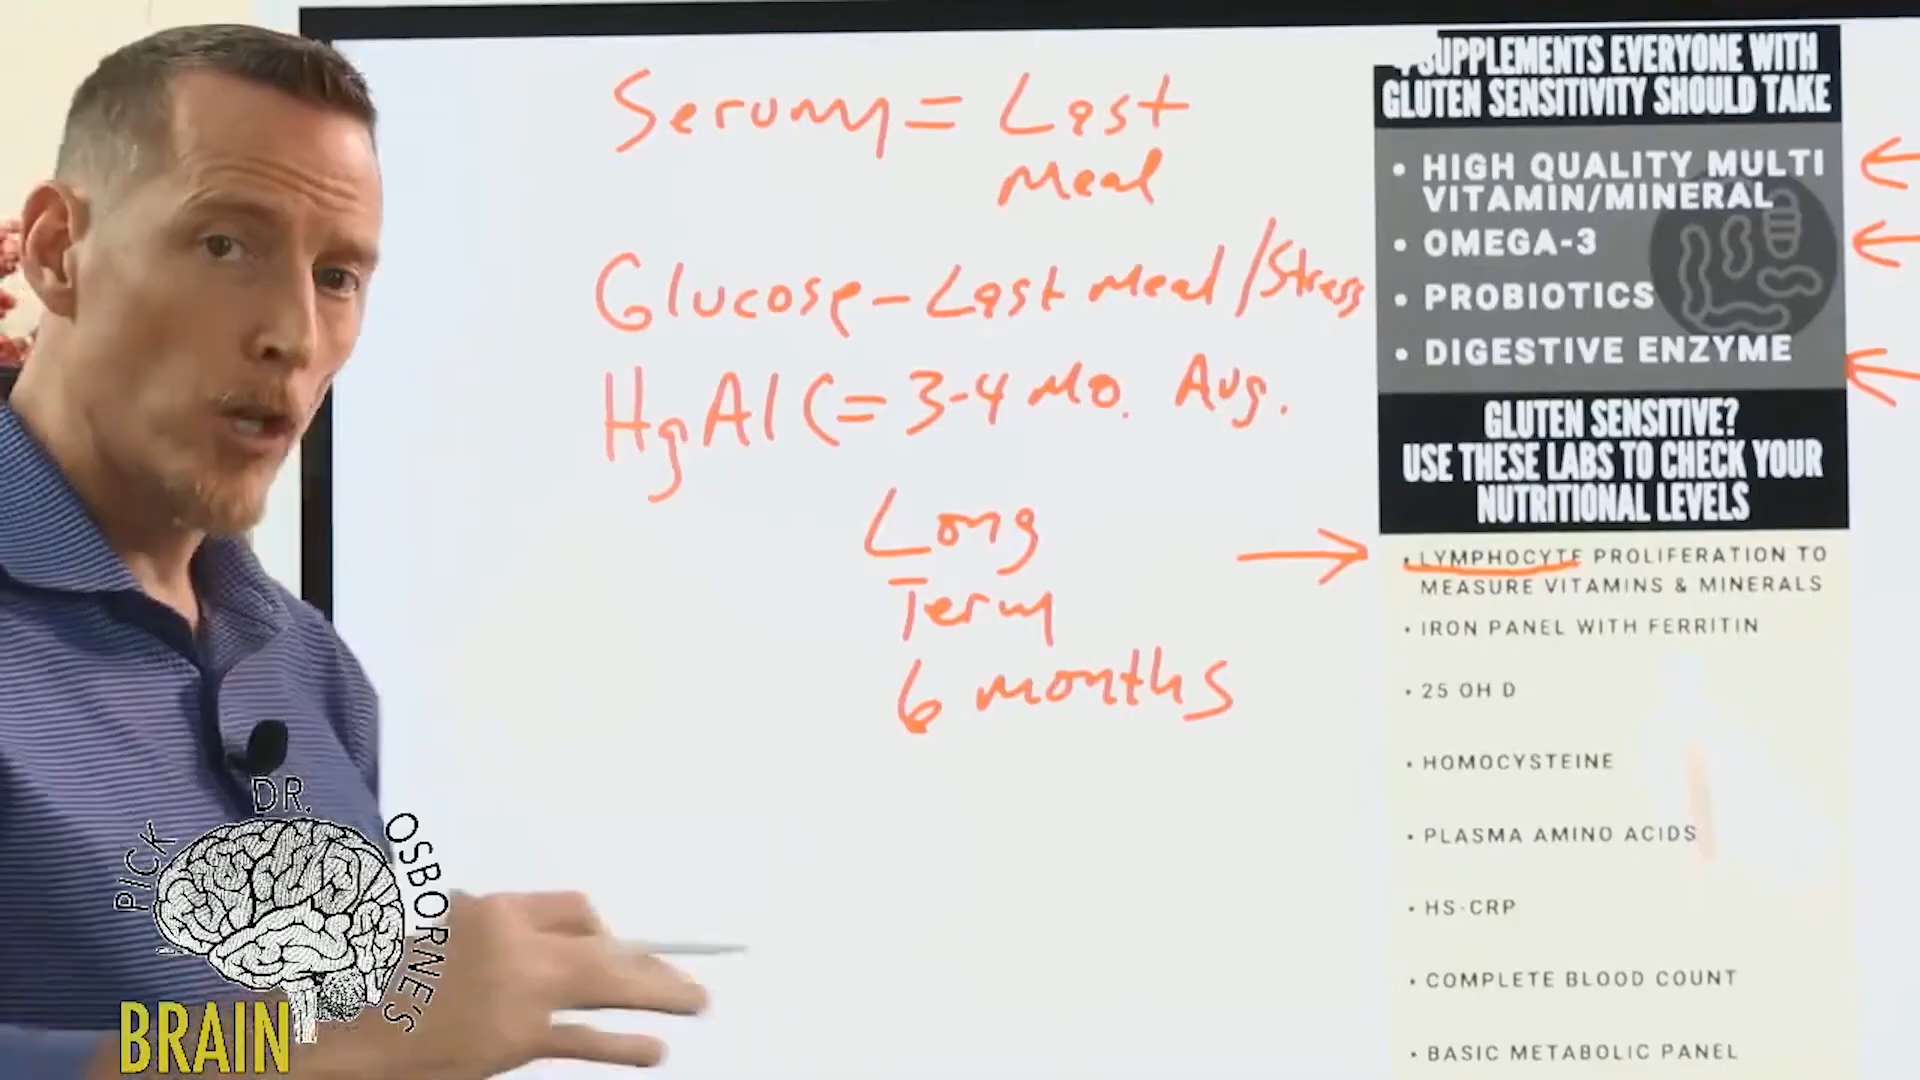 Serum = Last
Meal
Glucose - Last Meal / Stress
HgA1C = 3-4 Mo. Avg.
Long
Term
6 months
SUPPLEMENTS EVERYONE WITH
GLUTEN SENSITIVITY SHOULD TAKE
• HIGH QUALITY MULTI
VITAMIN/MINERAL
• OMEGA-3
• PROBIOTICS
• DIGESTIVE ENZYME
GLUTEN SENSITIVE?
USE THESE LABS TO CHECK YOUR
NUTRITIONAL LEVELS
• LYMPHOCYTE PROLIFERATION TO
MEASURE VITAMINS & MINERALS
• IRON PANEL WITH FERRITIN
• 25 OH D
• HOMOCYSTEINE
• PLASMA AMINO ACIDS
• HS-CRP
• COMPLETE BLOOD COUNT
• BASIC METABOLIC PANEL
PICK DR. OSBORNE'S
BRAIN